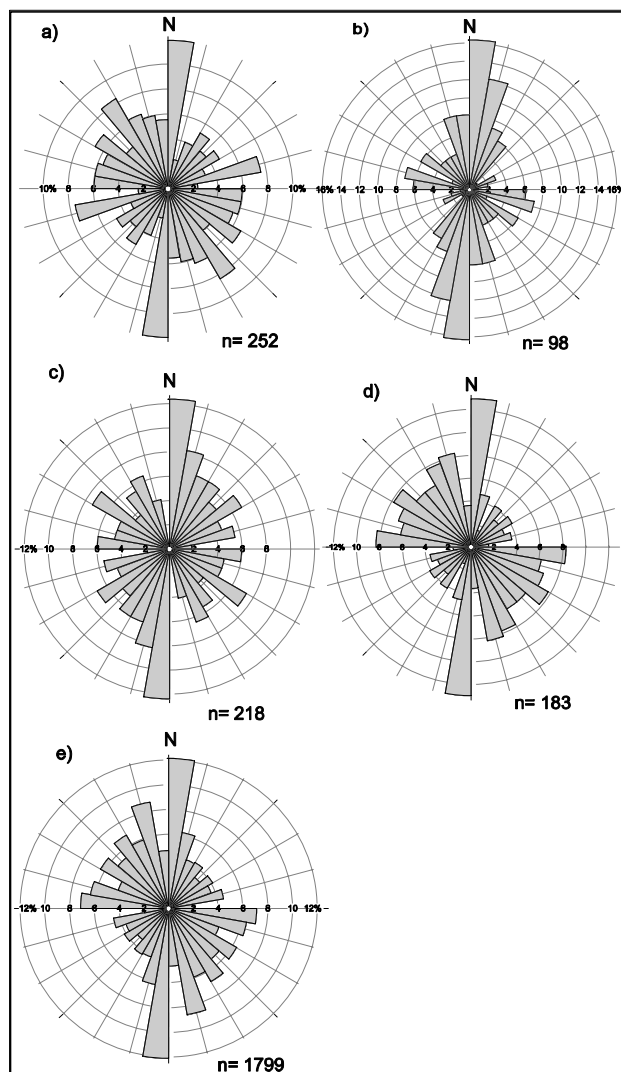 a)
N
b)
N
10% 8 6 4 2 2 4 6 8 10%
16% 14 12 10 8 6 4 2 2 4 6 8 10 12 14 16%
n= 252
n= 98
c)
N
d)
N
-12% 10 8 6 4 2 2 4 6 8
-12% 10 8 6 4 2 2 4 6 8
n= 218
n= 183
e)
N
-12% 10 8 6 4 2 2 4 6 8 10 12% -
n= 1799